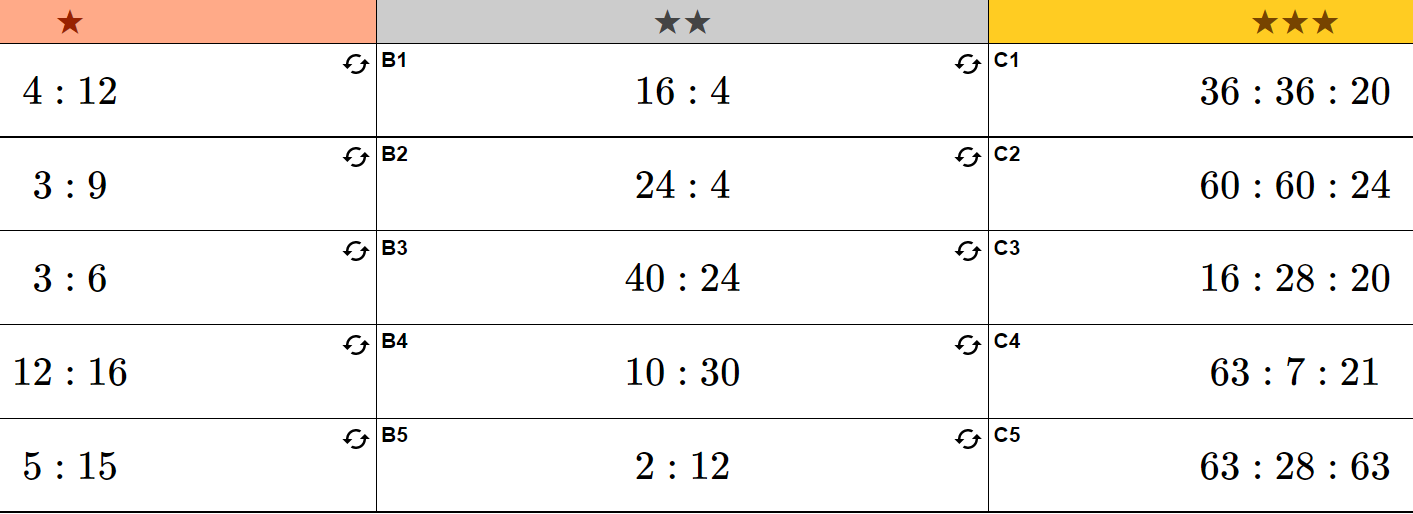 ★ ★★ ★★★
4 : 12 B1 16 : 4 C1 36 : 36 : 20
3 : 9 B2 24 : 4 C2 60 : 60 : 24
3 : 6 B3 40 : 24 C3 16 : 28 : 20
12 : 16 B4 10 : 30 C4 63 : 7 : 21
5 : 15 B5 2 : 12 C5 63 : 28 : 63